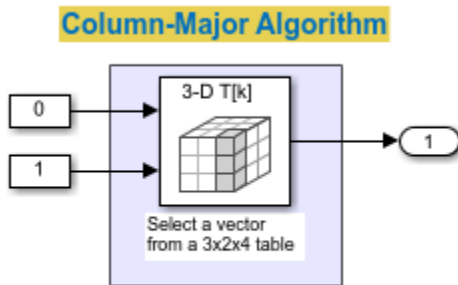 Column-Major Algorithm
3-D T[k]
0
1
1
Select a vector
from a 3x2x4 table